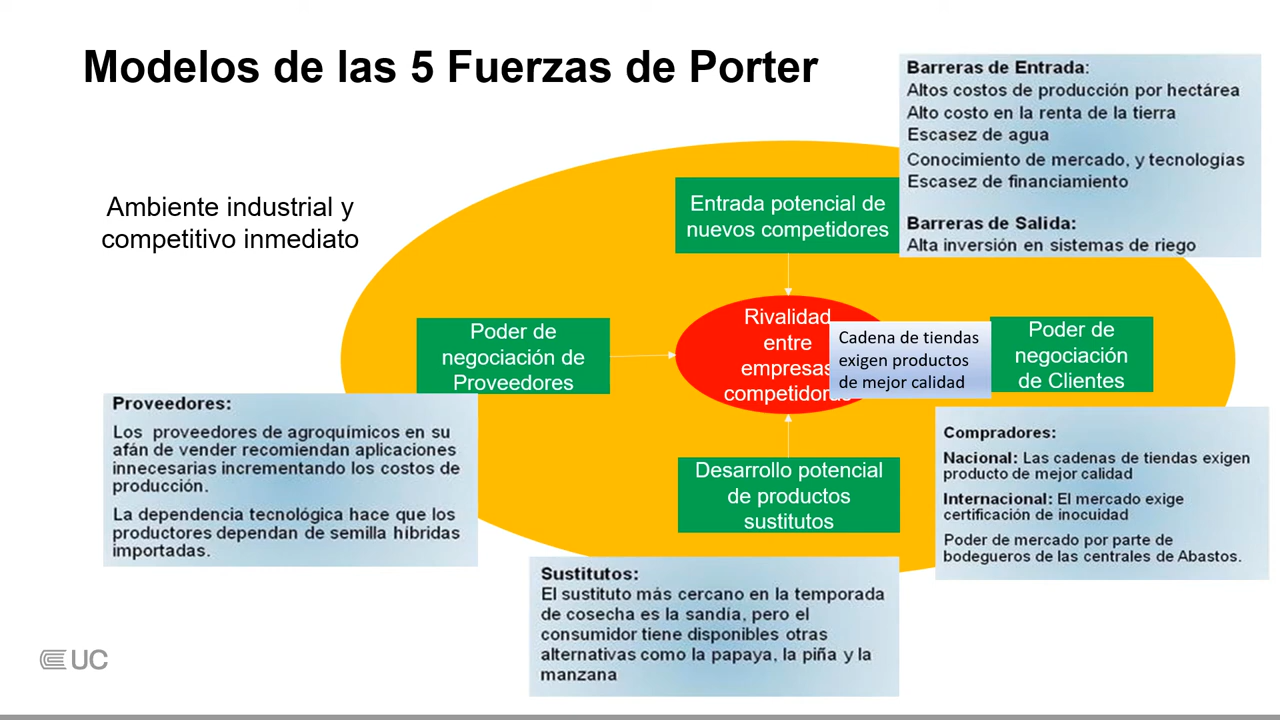 Modelos de las 5 Fuerzas de Porter
Barreras de Entrada:
Altos costos de producción por hectárea
Alto costo en la renta de la tierra
Escasez de agua
Conocimiento de mercado, y tecnologías
Escasez de financiamiento
Barreras de Salida:
Alta inversión en sistemas de riego
Ambiente industrial y
competitivo inmediato
Entrada potencial de
nuevos competidores
Poder de
negociación de
Proveedores
Rivalidad
entre
empresas
competidoras
Cadena de tiendas
exigen productos
de mejor calidad
Poder de
negociación
de Clientes
Proveedores:
Los proveedores de agroquímicos en su
afán de vender recomiendan aplicaciones
innecesarias incrementando los costos de
producción.
La dependencia tecnológica hace que los
productores dependan de semilla híbridas
importadas.
Desarrollo potencial
de productos
sustitutos
Compradores:
Nacional: Las cadenas de tiendas exigen
producto de mejor calidad
Internacional: El mercado exige
certificación de inocuidad
Poder de mercado por parte de
bodegueros de las centrales de Abastos.
Sustitutos:
El sustituto más cercano en la temporada
de cosecha es la sandía, pero el
consumidor tiene disponibles otras
alternativas como la papaya, la piña y la
manzana
UC